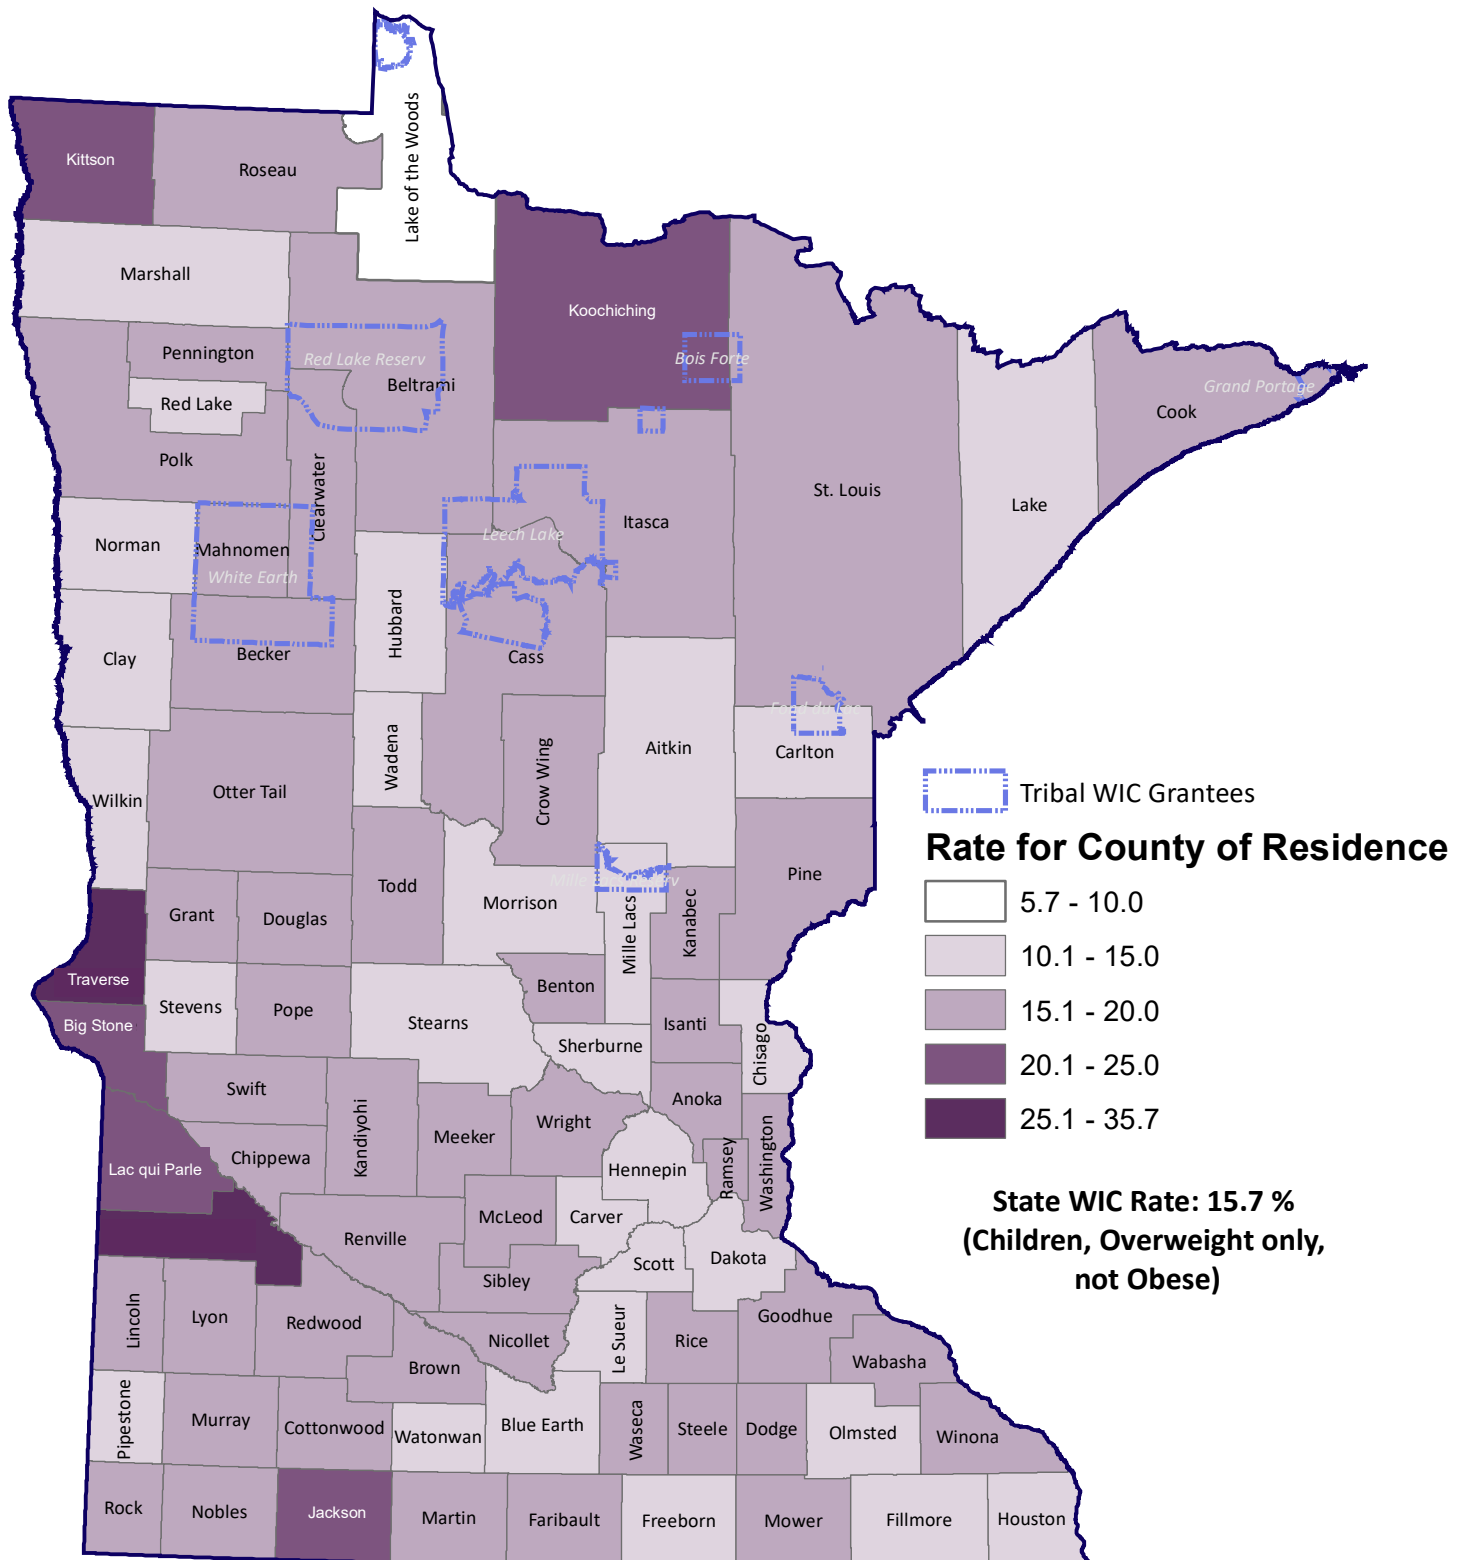 Kittson
Roseau
Lake of the Woods
Marshall
Koochiching
Pennington
Red Lake Reserv
Bois Forte
Beltrami
Grand Portage
Red Lake
Cook
Polk
Clearwater
St. Louis
Lake
Itasca
Leech Lake
Norman
Mahnomen
White Earth
Hubbard
Clay
Becker
Cass
Fond du Lac
Aitkin
Carlton
Wadena
Crow Wing
Otter Tail
Wilkin
Tribal WIC Grantees
Rate for County of Residence
5.7 - 10.0
10.1 - 15.0
15.1 - 20.0
20.1 - 25.0
25.1 - 35.7
State WIC Rate: 15.7 %
(Children, Overweight only,
not Obese)
Pine
Todd
Mille Lacs Reserv
Morrison
Grant
Douglas
Mille Lacs
Kanabec
Traverse
Benton
Stevens
Pope
Stearns
Isanti
Big Stone
Sherburne
Chisago
Swift
Anoka
Wright
Kandiyohi
Meeker
Chippewa
Ramsey
Washington
Lac qui Parle
Hennepin
McLeod
Carver
Renville
Dakota
Scott
Sibley
Lincoln
Lyon
Redwood
Goodhue
Nicollet
Le Sueur
Rice
Brown
Wabasha
Pipestone
Murray
Cottonwood
Watonwan
Blue Earth
Waseca
Steele
Dodge
Olmsted
Winona
Rock
Nobles
Jackson
Martin
Faribault
Freeborn
Mower
Fillmore
Houston